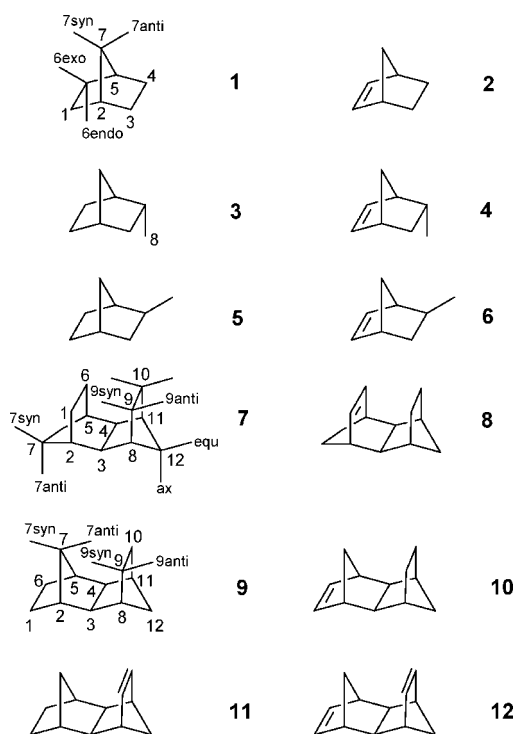 7syn 7 7anti
6exo
5 4
1 2 3
6endo
1
2
8
3
4
5
6
10
6 9syn 9 9anti
7syn 1 5 4 11
7 2 3 8 12 equ
7anti ax
7
8
7syn 7 7anti 10
9syn 9 9anti
6 5 4 11
1 2 3 8 12
9
10
11
12